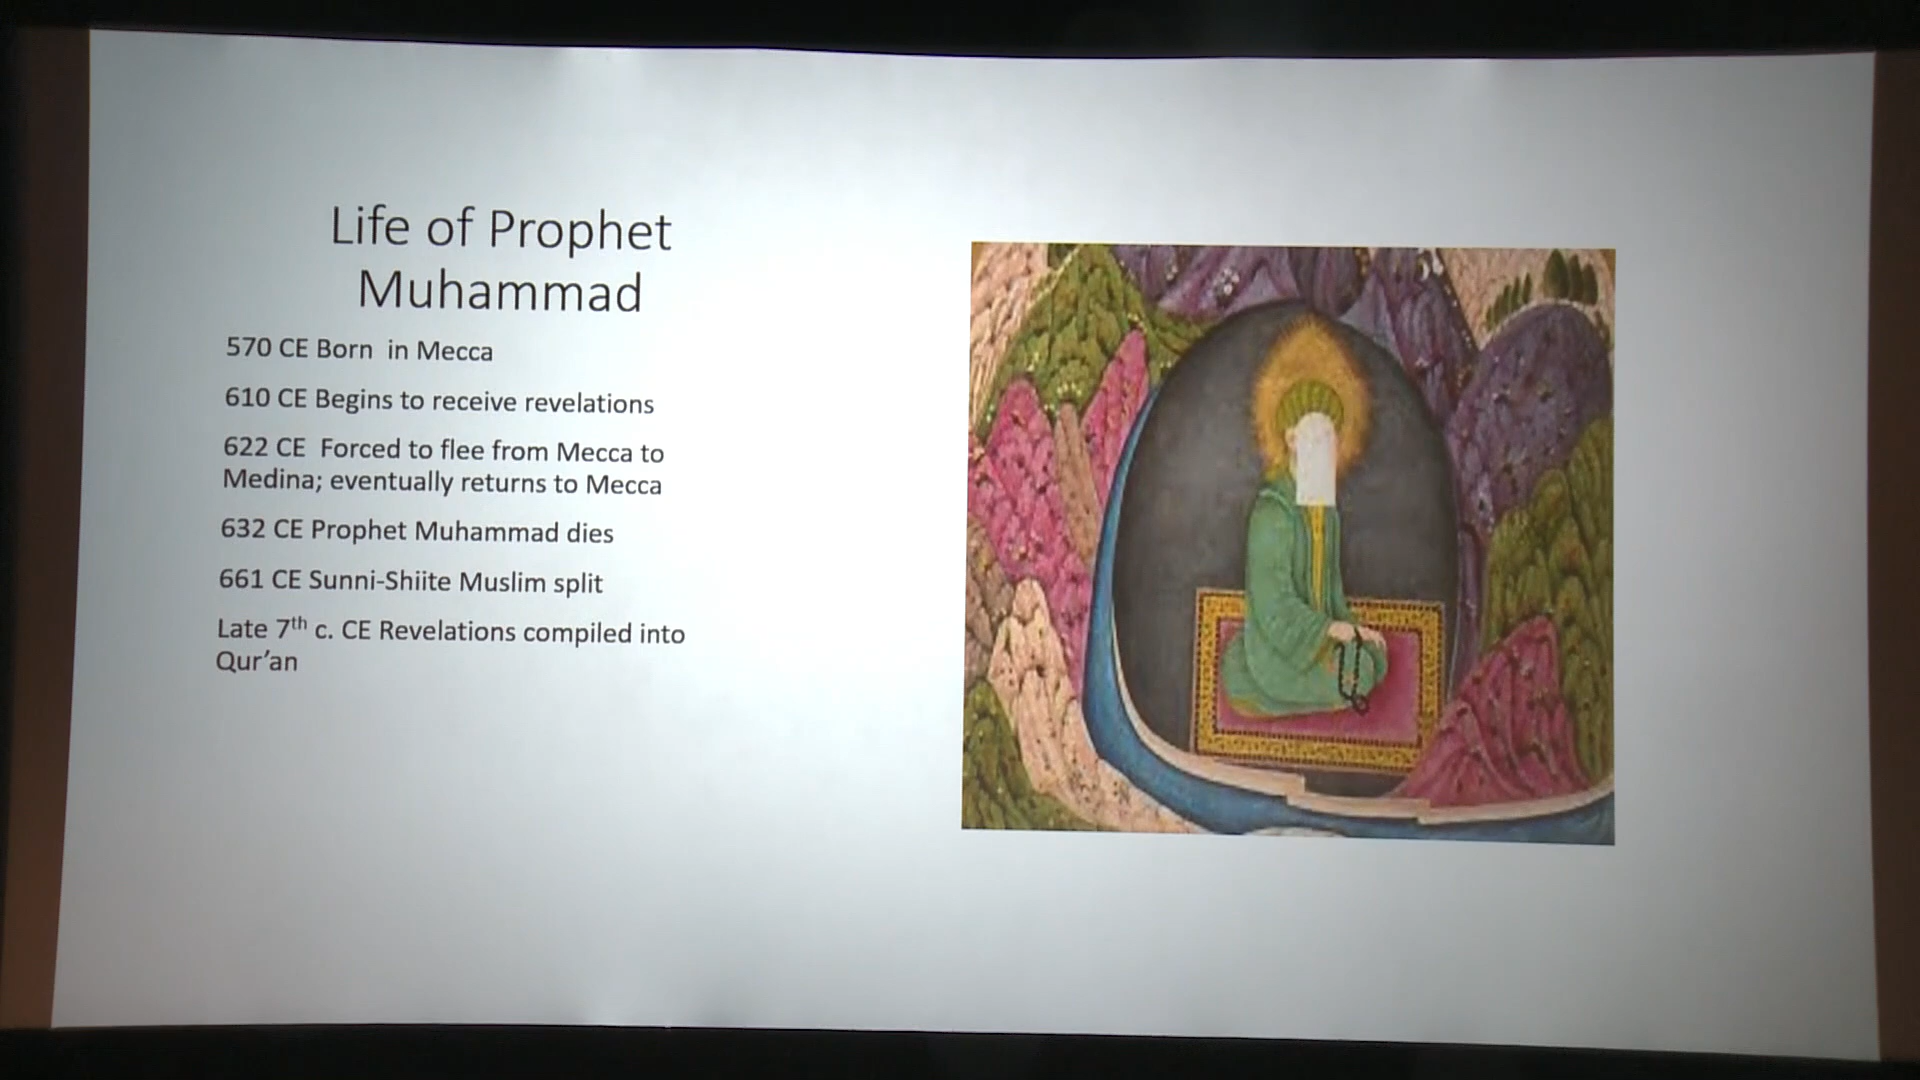 Life of Prophet
Muhammad
570 CE Born  in Mecca
610 CE Begins to receive revelations
622 CE  Forced to flee from Mecca to
Medina; eventually returns to Mecca
632 CE Prophet Muhammad dies
661 CE Sunni-Shiite Muslim split
Late 7th c. CE Revelations compiled into
Qur’an